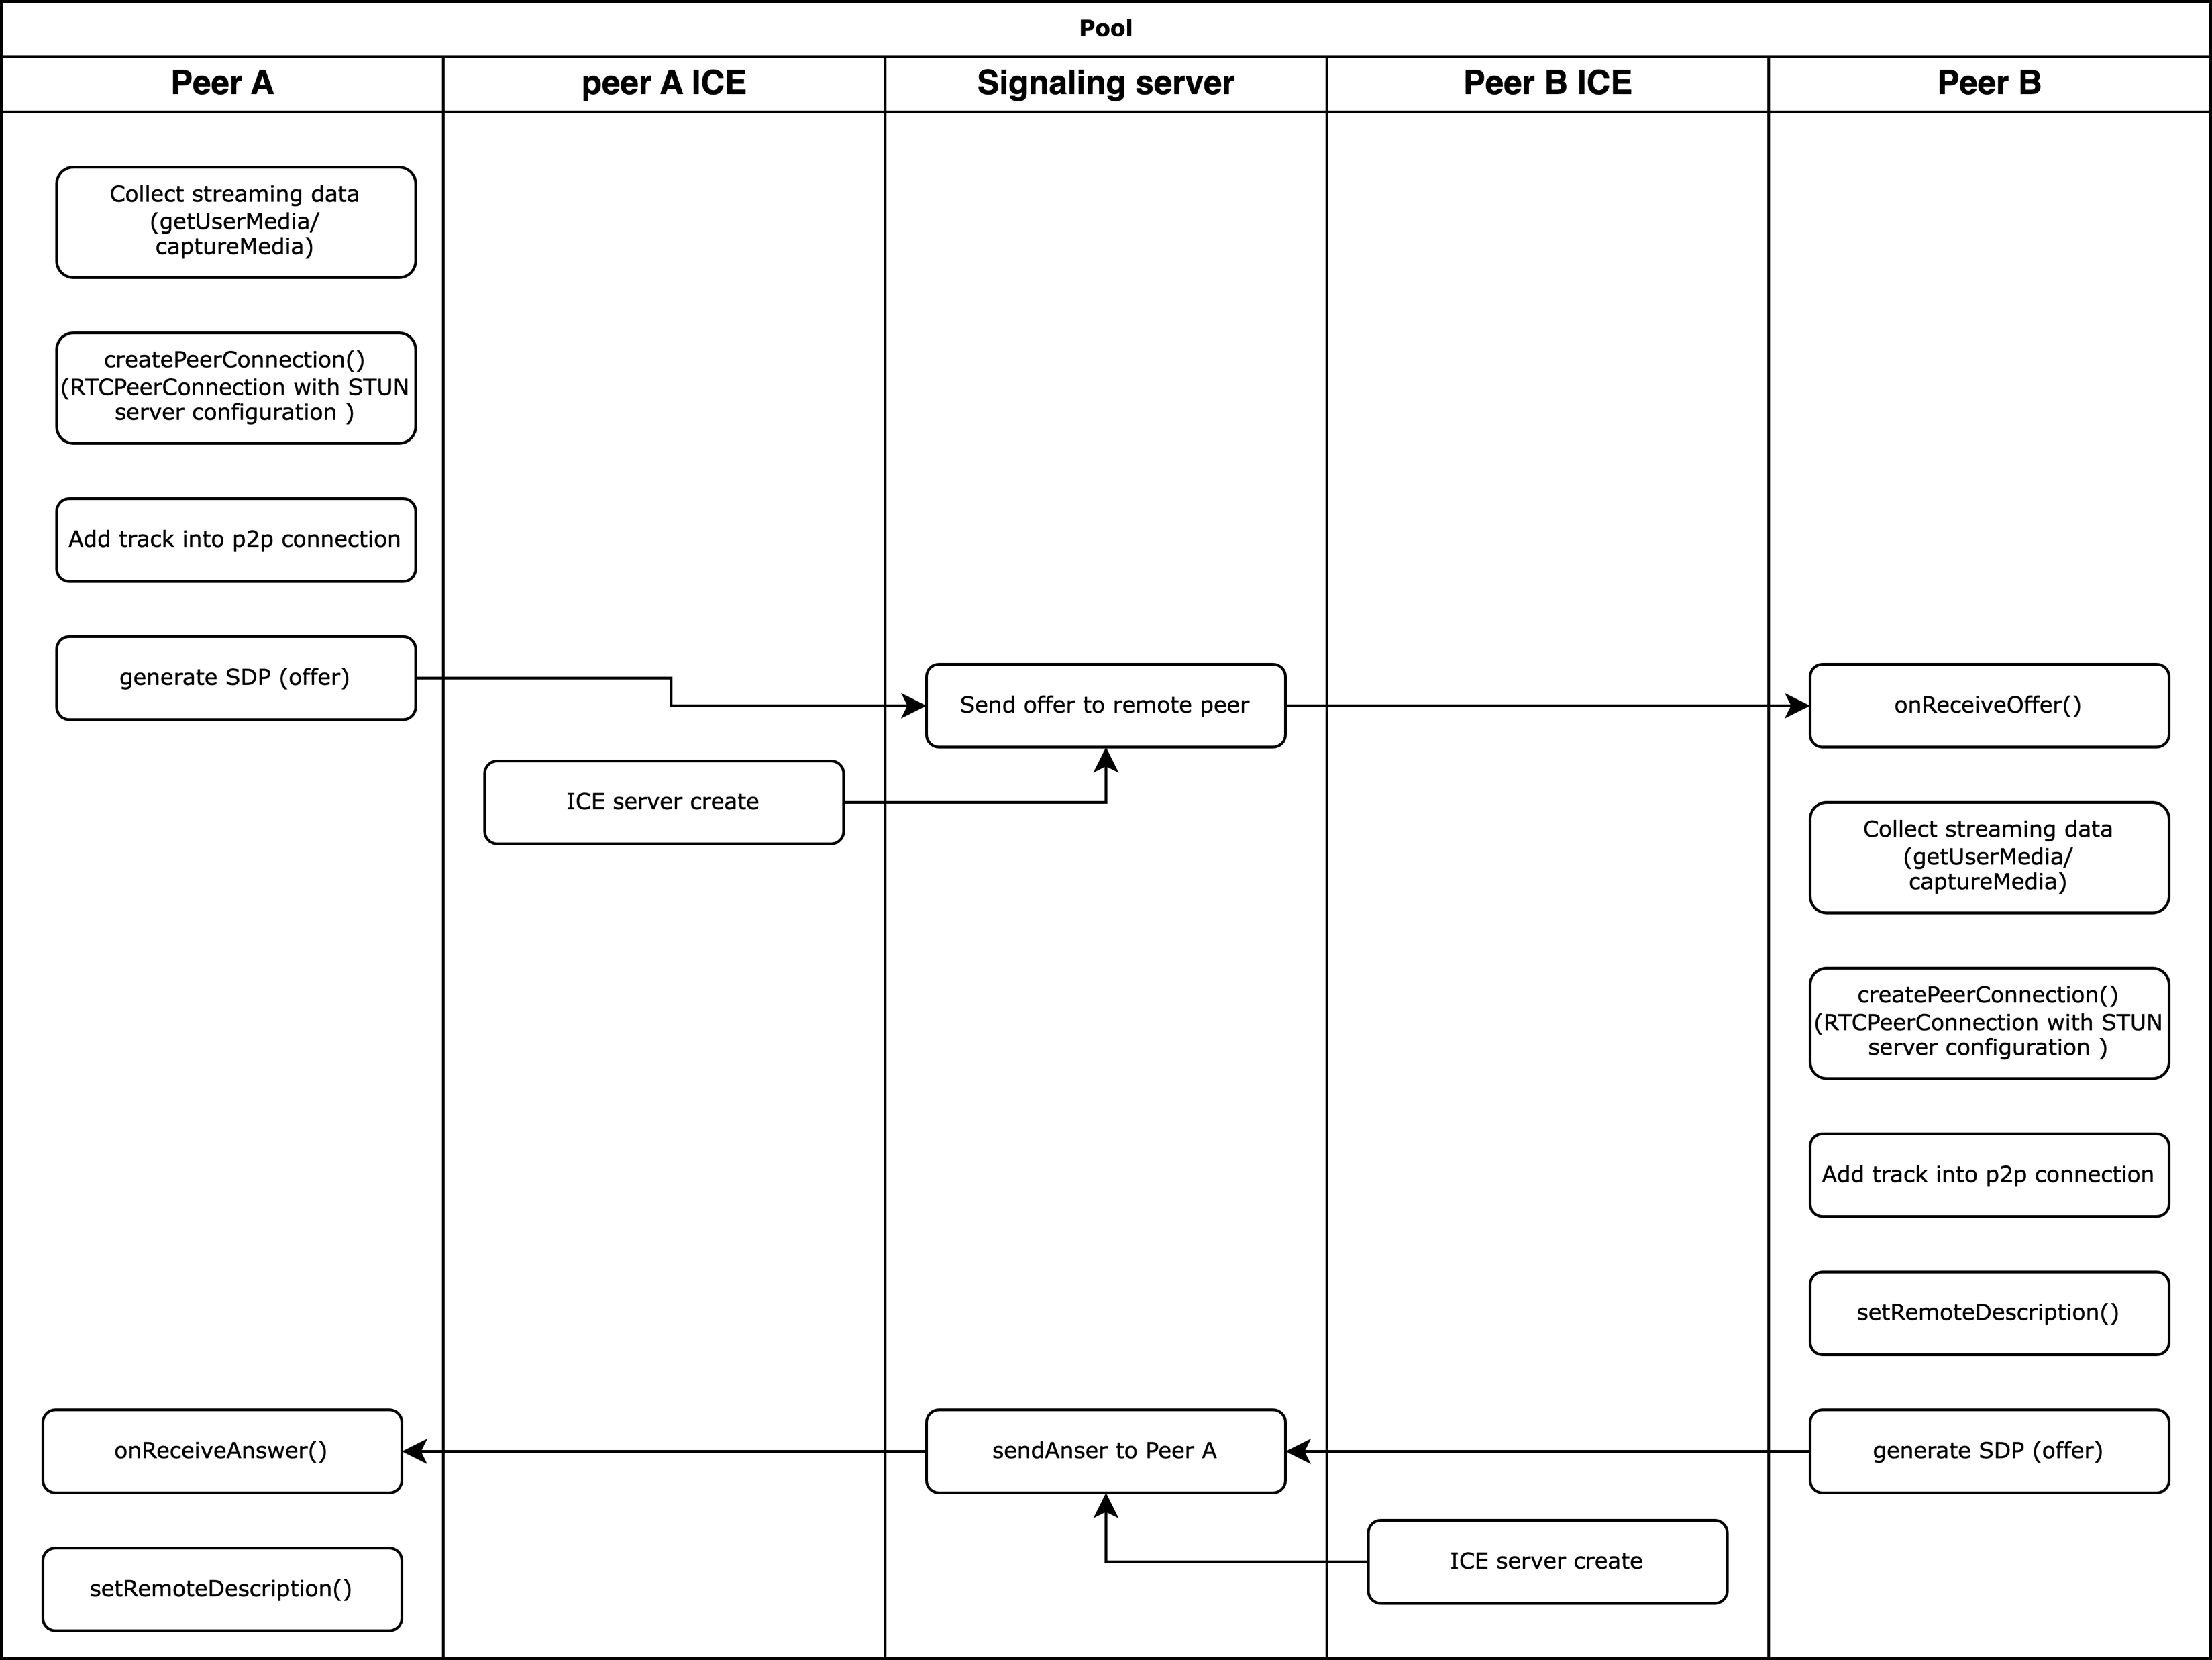 Pool
Peer A
peer A ICE
Signaling server
Peer B ICE
Peer B
Collect streaming data
(getUserMedia/
captureMedia)
createPeerConnection()
(RTCPeerConnection with STUN
server configuration )
Add track into p2p connection
generate SDP (offer)
Send offer to remote peer
onReceiveOffer()
ICE server create
Collect streaming data
(getUserMedia/
captureMedia)
createPeerConnection()
(RTCPeerConnection with STUN
server configuration )
Add track into p2p connection
setRemoteDescription()
onReceiveAnswer()
sendAnser to Peer A
generate SDP (offer)
ICE server create
setRemoteDescription()